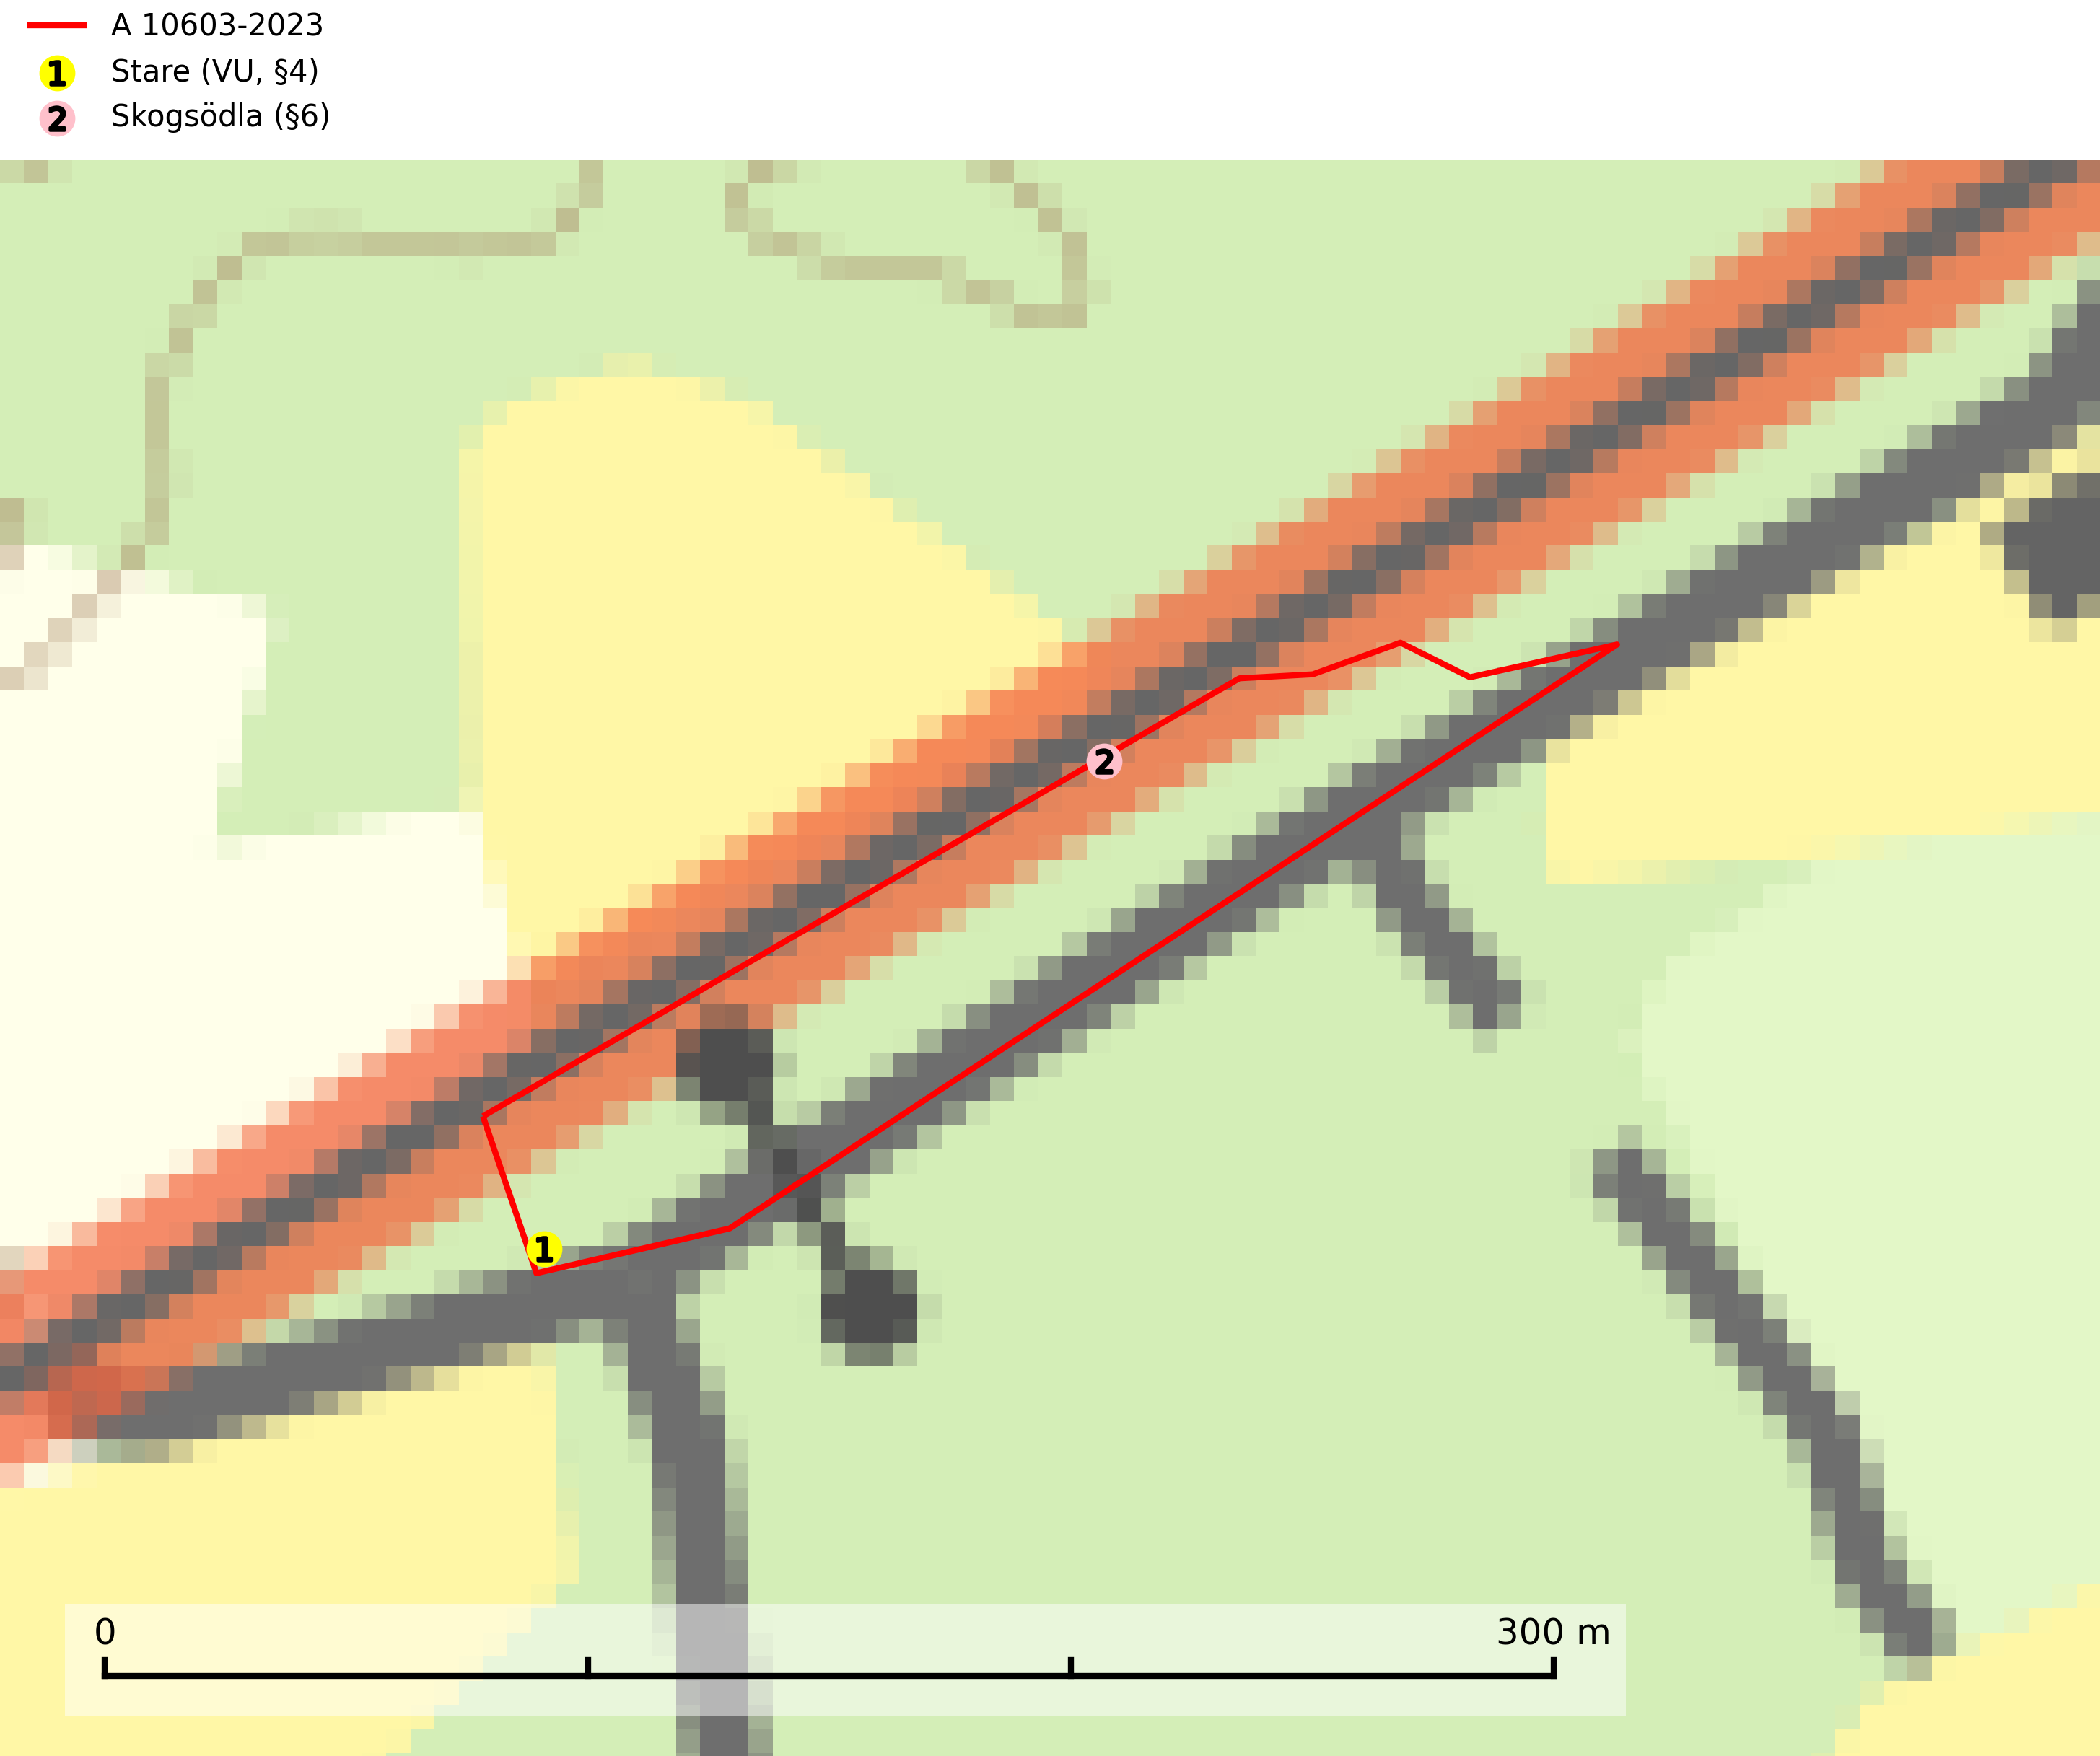 A 10603-2023
1 Stare (VU, §4)
2 Skogsödla (§6)
2
1
0 300 m